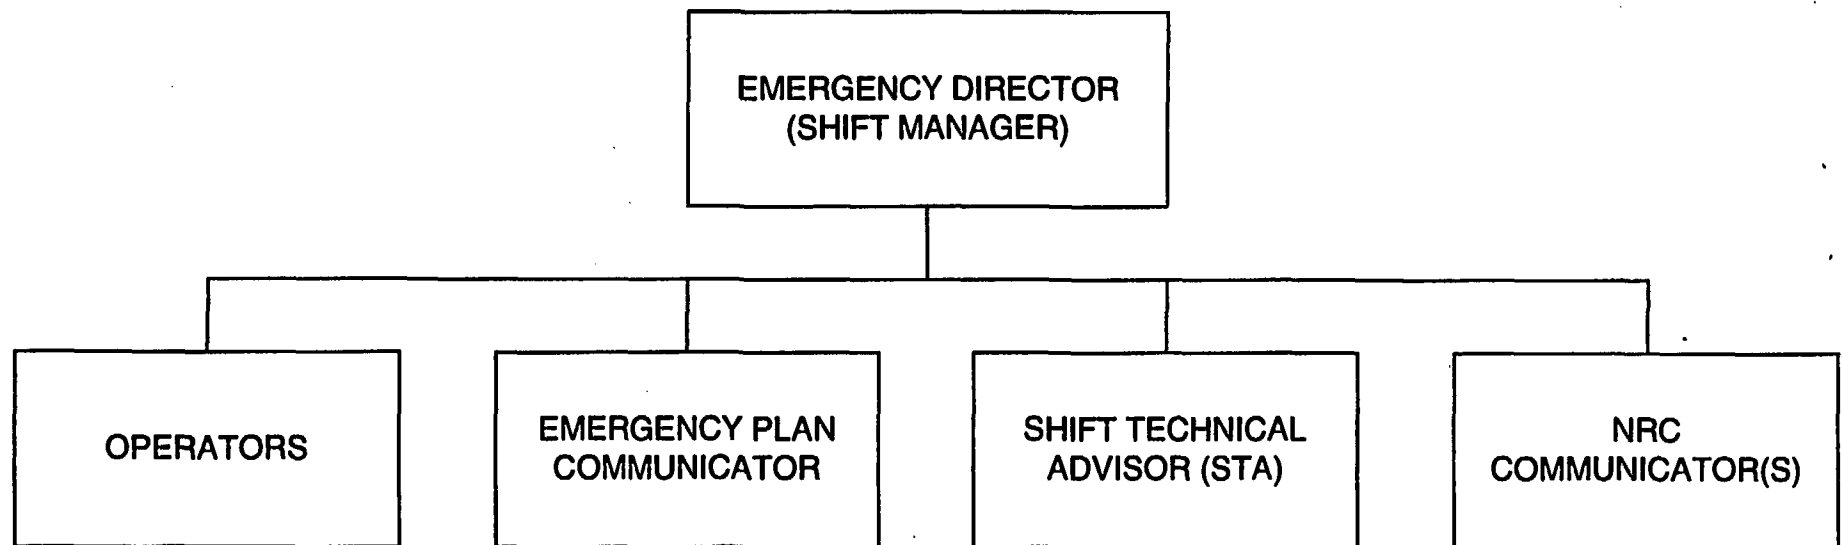 EMERGENCY DIRECTOR
(SHIFT MANAGER)
OPERATORS
EMERGENCY PLAN
COMMUNICATOR
SHIFT TECHNICAL
ADVISOR (STA)
NRC
COMMUNICATOR(S)